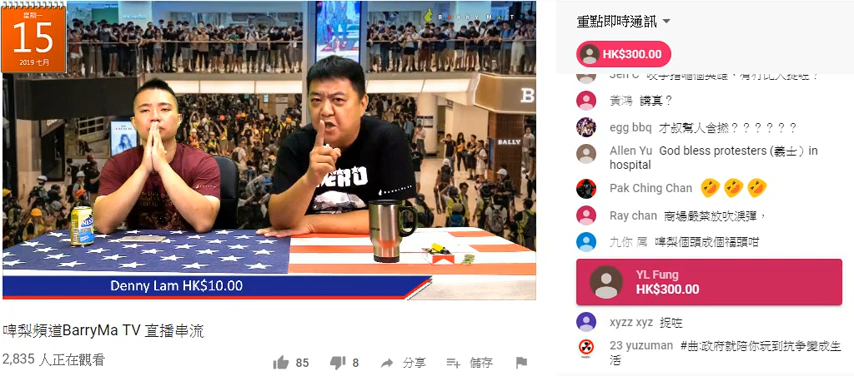 星期一
15
2019 七月
BARRYMATV
B
BALLY
Denny Lam HK$10.00
啤梨頻道BarryMa TV 直播串流
2,835 人正在觀看
85
8
分享
儲存
重點即時通訊
HK$300.00
黃鴻 講真？
egg bbq 才叔幫人舍撚？？？？？？
Allen Yu God bless protesters (義士) in
hospital
Pak Ching Chan
Ray chan 商場嚴禁放吹淚彈，
九你 厲 啤梨個頭成個福頭咁
YL Fung
HK$300.00
xyzz xyz 捉咗
23 yuzuman #曲:政府就陪你玩到抗爭變成生
活